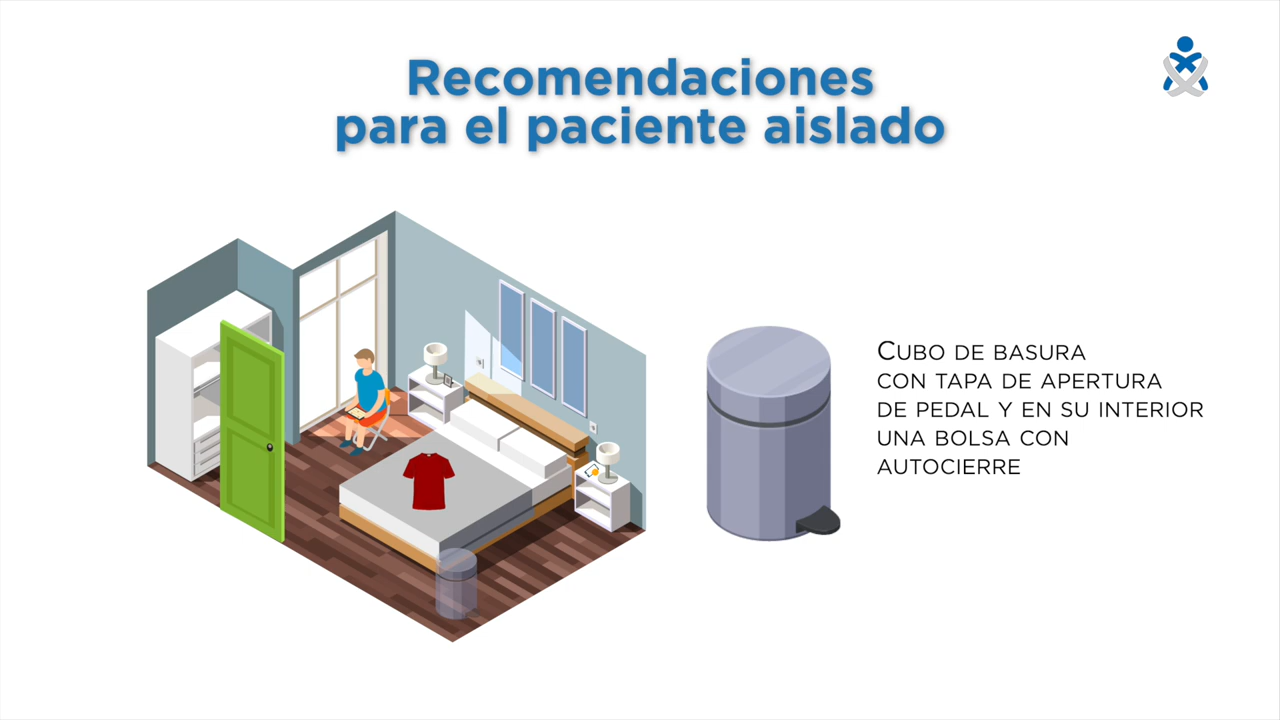 Recomendaciones
para el paciente aislado
Cubo de basura
con tapa de apertura
de pedal y en su interior
una bolsa con
autocierre